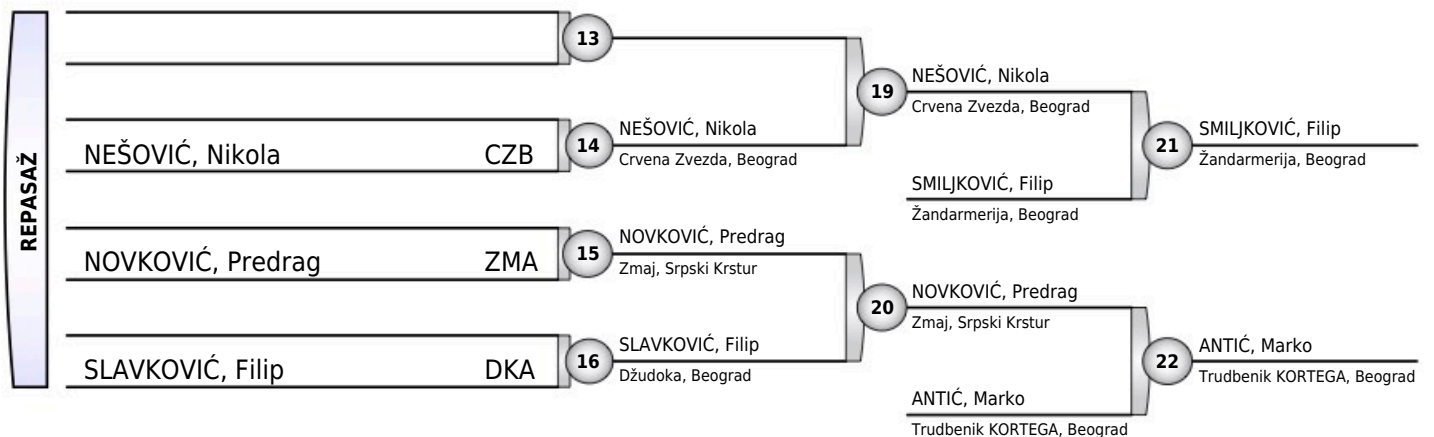 REPASAŽ
13
NEŠOVIĆ, Nikola CZB
14
NEŠOVIĆ, Nikola
Crvena Zvezda, Beograd
NOVKOVIĆ, Predrag ZMA
15
NOVKOVIĆ, Predrag
Zmaj, Srpski Krstur
SLAVKOVIĆ, Filip DKA
16
SLAVKOVIĆ, Filip
Džudoka, Beograd
19
NEŠOVIĆ, Nikola
Crvena Zvezda, Beograd
SMILJKOVIĆ, Filip
Žandarmerija, Beograd
20
NOVKOVIĆ, Predrag
Zmaj, Srpski Krstur
ANTIĆ, Marko
Trudbenik KORTEGA, Beograd
21
SMILJKOVIĆ, Filip
Žandarmerija, Beograd
22
ANTIĆ, Marko
Trudbenik KORTEGA, Beograd